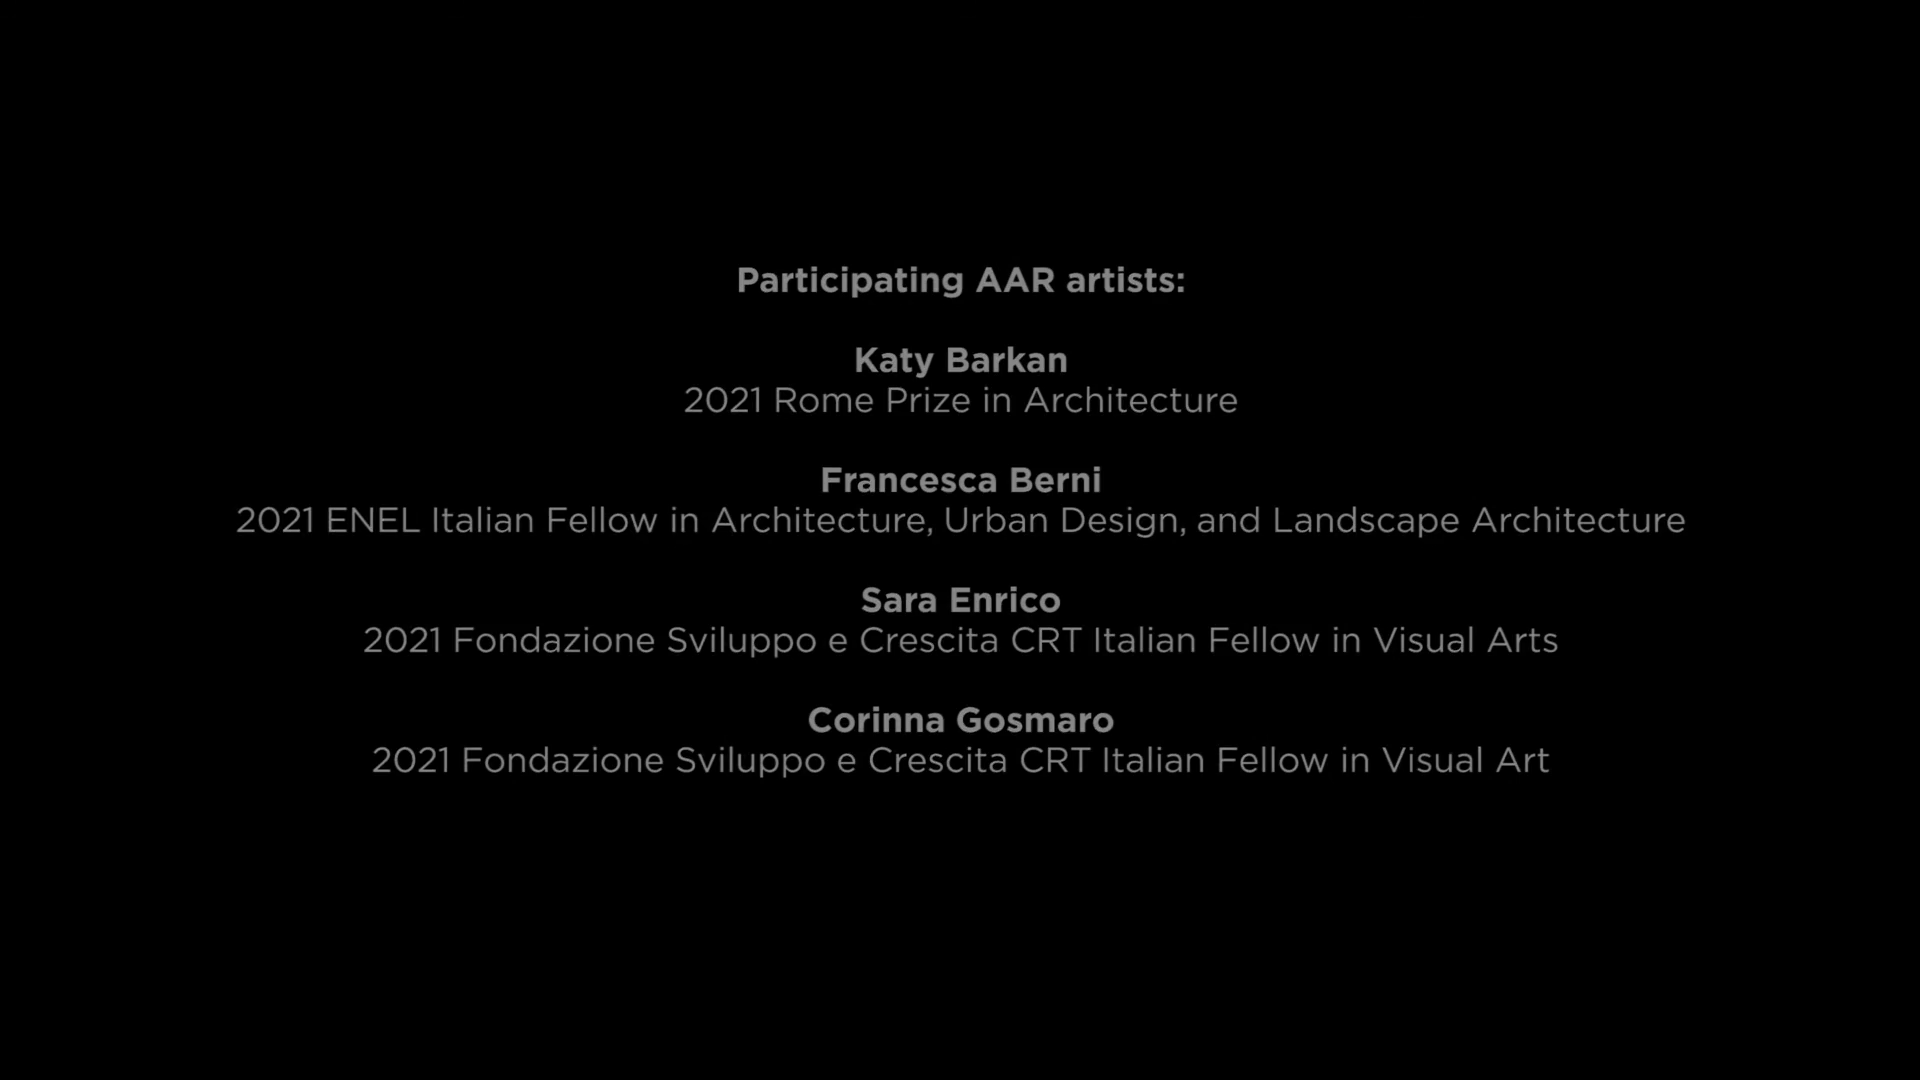 Participating AAR artists:
Katy Barkan
2021 Rome Prize in Architecture
Francesca Berni
2021 ENEL Italian Fellow in Architecture, Urban Design, and Landscape Architecture
Sara Enrico
2021 Fondazione Sviluppo e Crescita CRT Italian Fellow in Visual Arts
Corinna Gosmaro
2021 Fondazione Sviluppo e Crescita CRT Italian Fellow in Visual Art